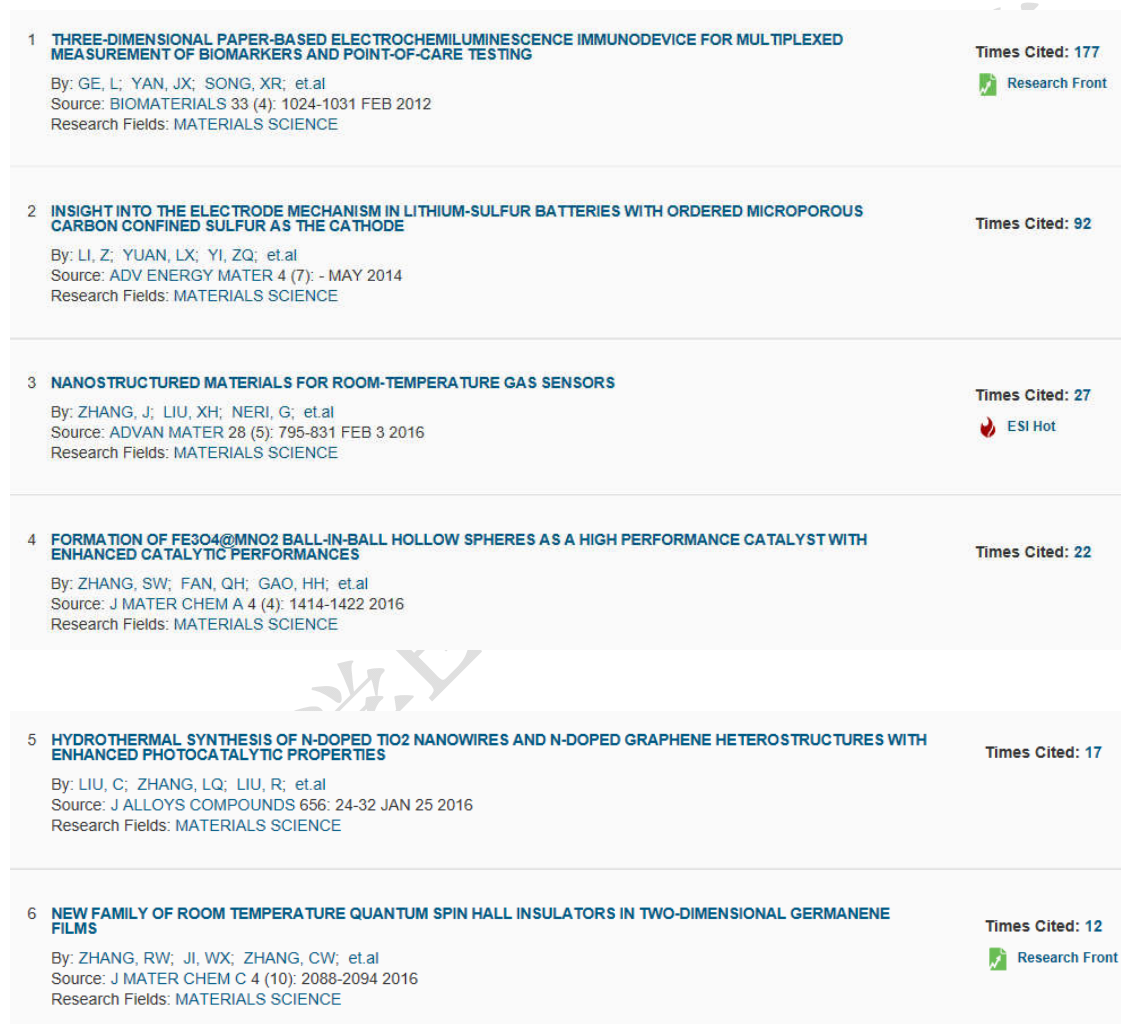 1 THREE-DIMENSIONAL PAPER-BASED ELECTROCHEMILUMINESCENCE IMMUNODEVICE FOR MULTIPLEXED
MEASUREMENT OF BIOMARKERS AND POINT-OF-CARE TESTING
Times Cited: 177
By: GE, L; YAN, JX; SONG, XR; et.al
Research Front
Source: BIOMATERIALS 33 (4): 1024-1031 FEB 2012
Research Fields: MATERIALS SCIENCE
2 INSIGHT INTO THE ELECTRODE MECHANISM IN LITHIUM-SULFUR BATTERIES WITH ORDERED MICROPOROUS
CARBON CONFINED SULFUR AS THE CATHODE
Times Cited: 92
By: LI, Z; YUAN, LX; YI, ZQ; et.al
Source: ADV ENERGY MATER 4 (7): - MAY 2014
Research Fields: MATERIALS SCIENCE
3 NANOSTRUCTURED MATERIALS FOR ROOM-TEMPERATURE GAS SENSORS
Times Cited: 27
By: ZHANG, J; LIU, XH; NERI, G; et.al
ESI Hot
Source: ADVAN MATER 28 (5): 795-831 FEB 3 2016
Research Fields: MATERIALS SCIENCE
4 FORMATION OF FE3O4@MNO2 BALL-IN-BALL HOLLOW SPHERES AS A HIGH PERFORMANCE CATALYST WITH
ENHANCED CATALYTIC PERFORMANCES
Times Cited: 22
By: ZHANG, SW; FAN, QH; GAO, HH; et.al
Source: J MATER CHEM A 4 (4): 1414-1422 2016
Research Fields: MATERIALS SCIENCE
5 HYDROTHERMAL SYNTHESIS OF N-DOPED TIO2 NANOWIRES AND N-DOPED GRAPHENE HETEROSTRUCTURES WITH
ENHANCED PHOTOCATALYTIC PROPERTIES
Times Cited: 17
By: LIU, C; ZHANG, LQ; LIU, R; et.al
Source: J ALLOYS COMPOUNDS 656: 24-32 JAN 25 2016
Research Fields: MATERIALS SCIENCE
6 NEW FAMILY OF ROOM TEMPERATURE QUANTUM SPIN HALL INSULATORS IN TWO-DIMENSIONAL GERMANENE
FILMS
Times Cited: 12
By: ZHANG, RW; JI, WX; ZHANG, CW; et.al
Research Front
Source: J MATER CHEM C 4 (10): 2088-2094 2016
Research Fields: MATERIALS SCIENCE